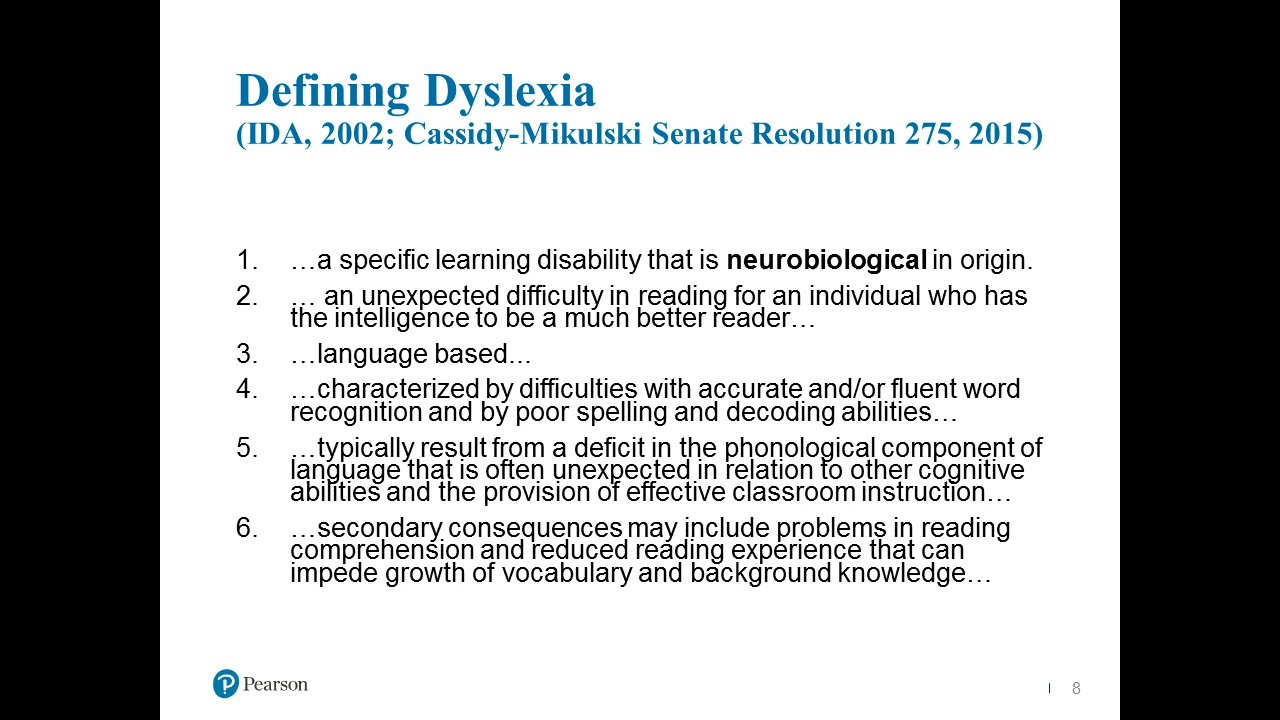 Defining Dyslexia
(IDA, 2002; Cassidy-Mikulski Senate Resolution 275, 2015)
1. …a specific learning disability that is neurobiological in origin.
2. … an unexpected difficulty in reading for an individual who has
the intelligence to be a much better reader…
3. …language based...
4. …characterized by difficulties with accurate and/or fluent word
recognition and by poor spelling and decoding abilities…
5. …typically result from a deficit in the phonological component of
language that is often unexpected in relation to other cognitive
abilities and the provision of effective classroom instruction…
6. …secondary consequences may include problems in reading
comprehension and reduced reading experience that can
impede growth of vocabulary and background knowledge…
Pearson
| 8